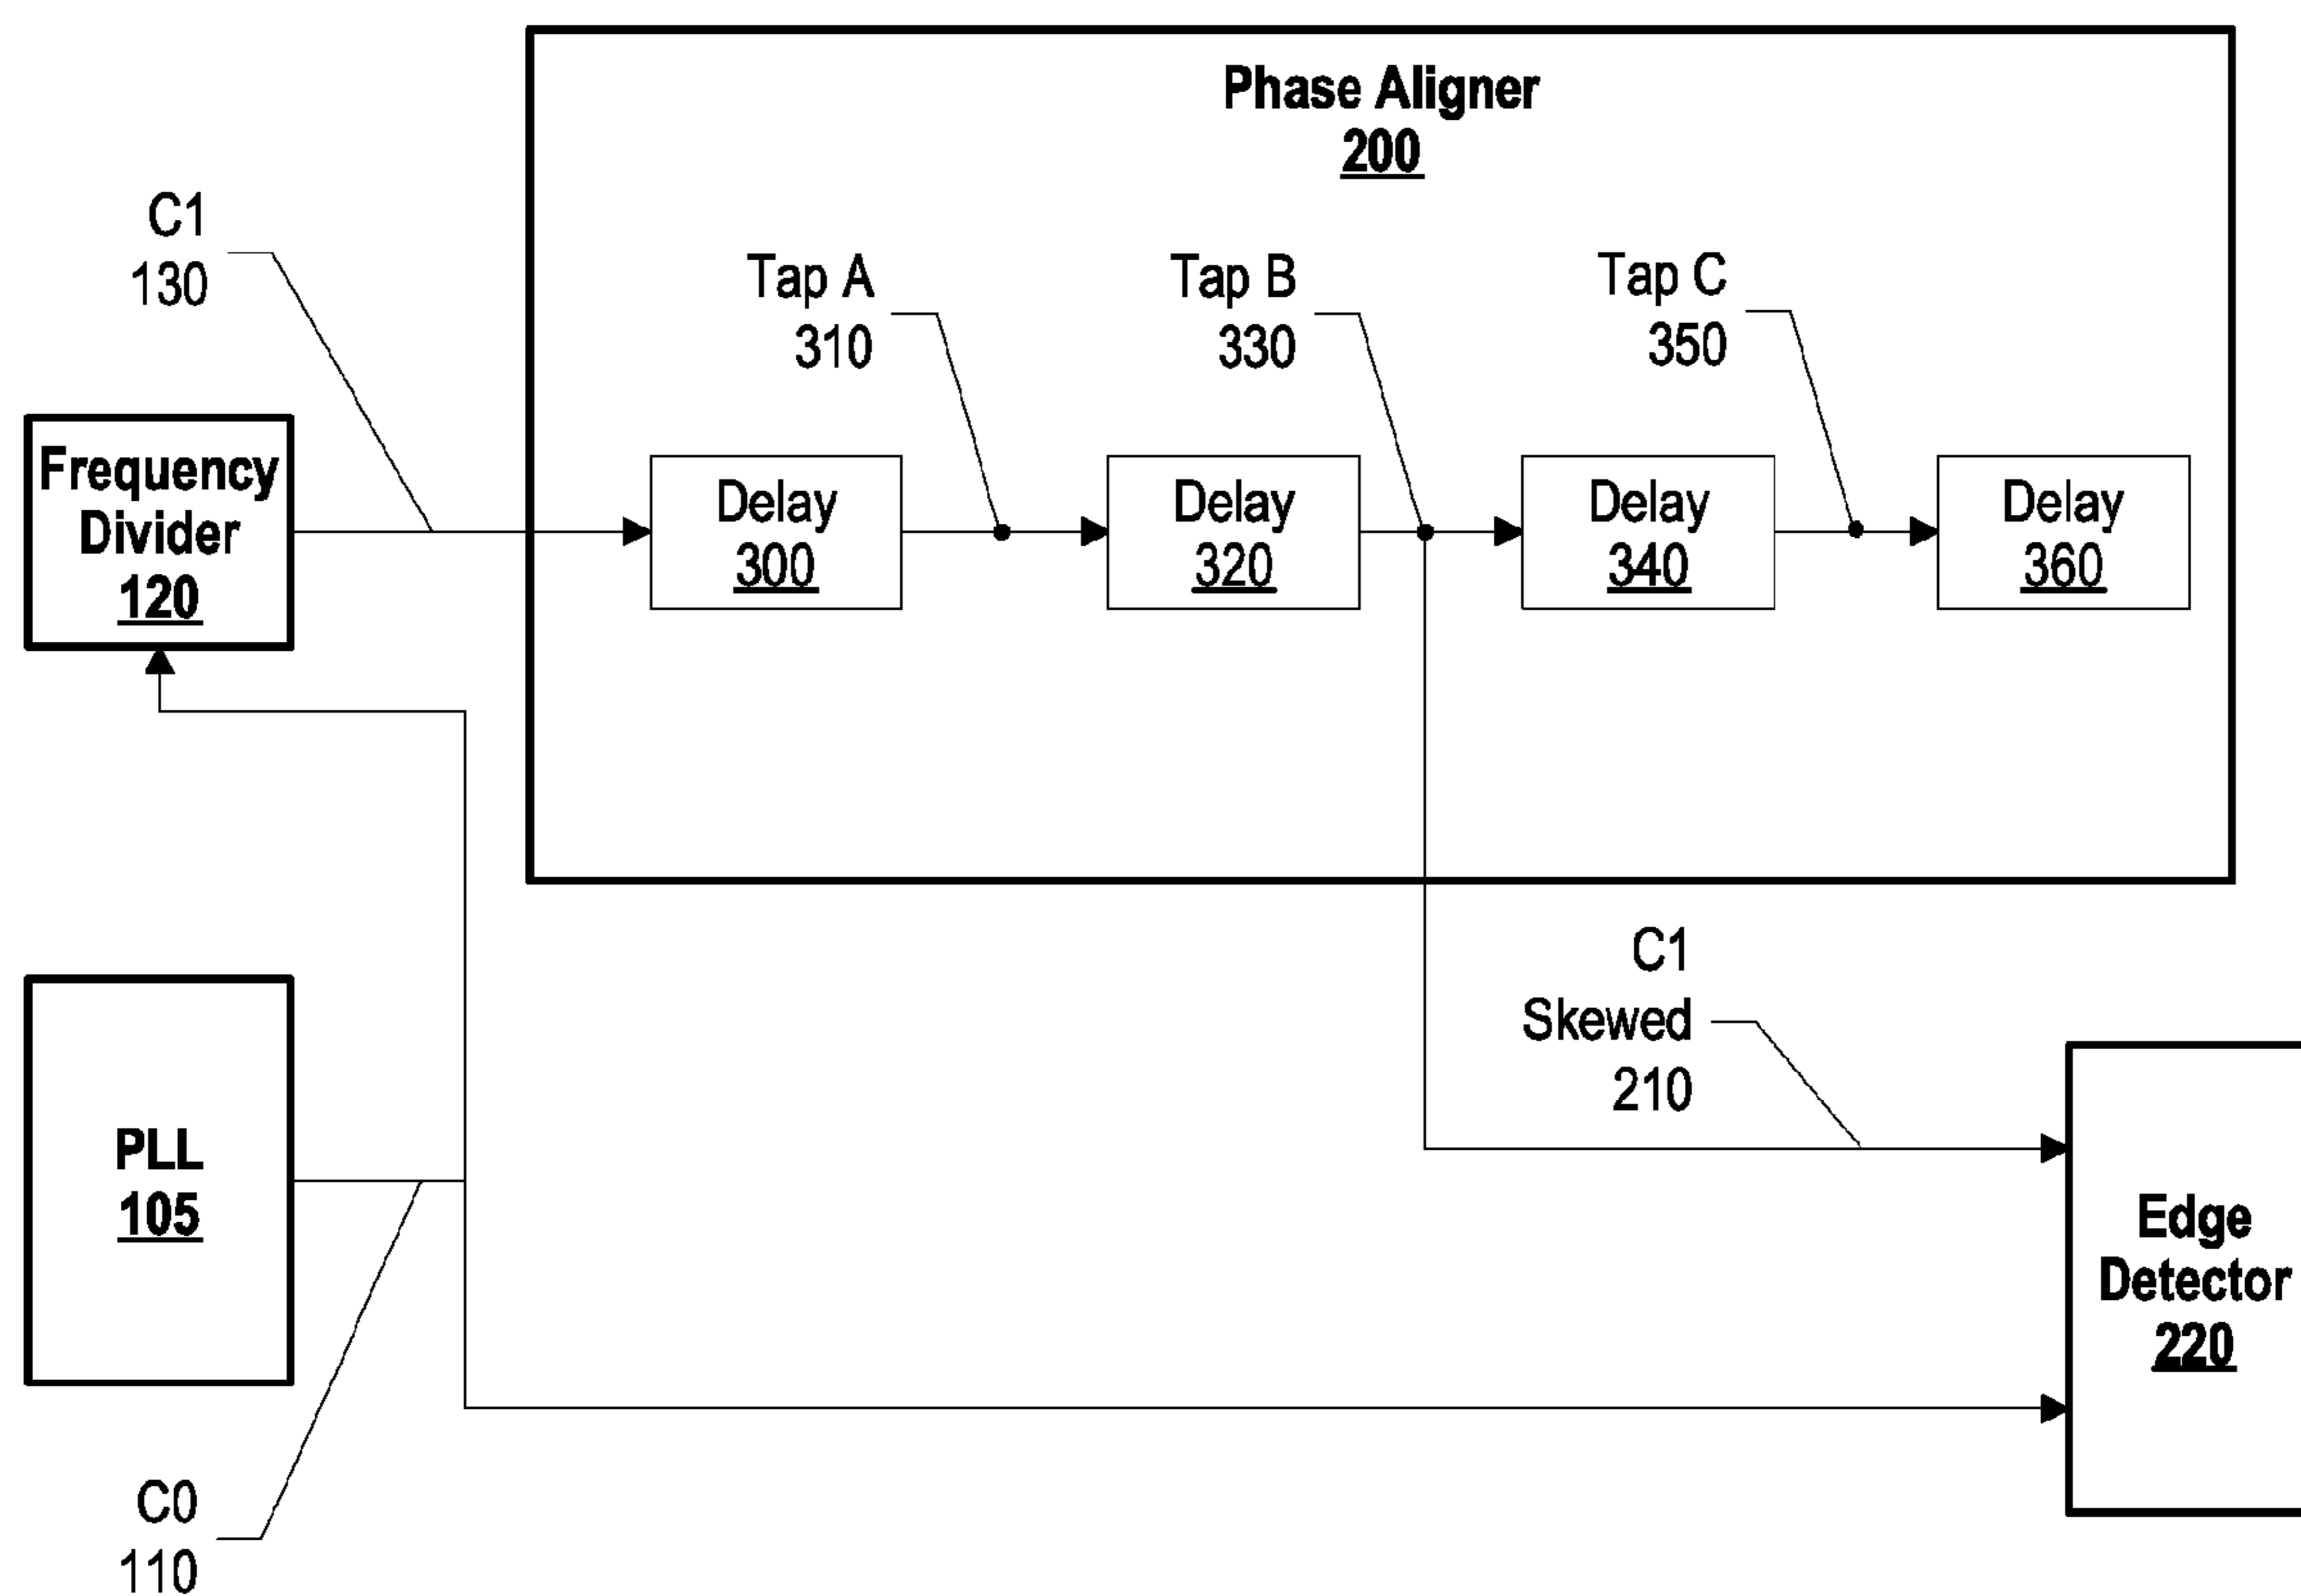 Phase Aligner
200
C1
130
Tap A
310
Tap B
330
Tap C
350
Frequency
Divider
120
Delay
300
Delay
320
Delay
340
Delay
360
C1
Skewed
210
PLL
105
Edge
Detector
220
C0
110